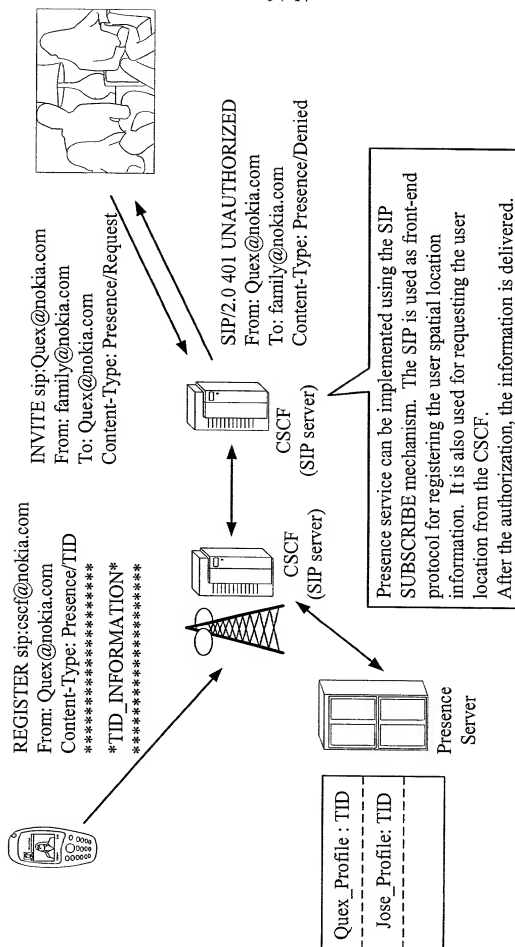 REGISTER sip:cscf@nokia.com
From: Quex@nokia.com
Content-Type: Presence/TID
*TID_INFORMATION*
INVITE sip:Quex@nokia.com
From: family@nokia.com
To: Quex@nokia.com
Content-Type: Presence/Request
SIP/2.0 401 UNAUTHORIZED
From: Quex@nokia.com
To: family@nokia.com
Content-Type: Presence/Denied
CSCF
(SIP server)
CSCF
(SIP server)
Presence
Server
Quex_Profile : TID
Jose_Profile: TID
Presence service can be implemented using the SIP
SUBSCRIBE mechanism. The SIP is used as front-end
protocol for registering the user spatial location
information. It is also used for requesting the user
location from the CSCF.
After the authorization, the information is delivered.